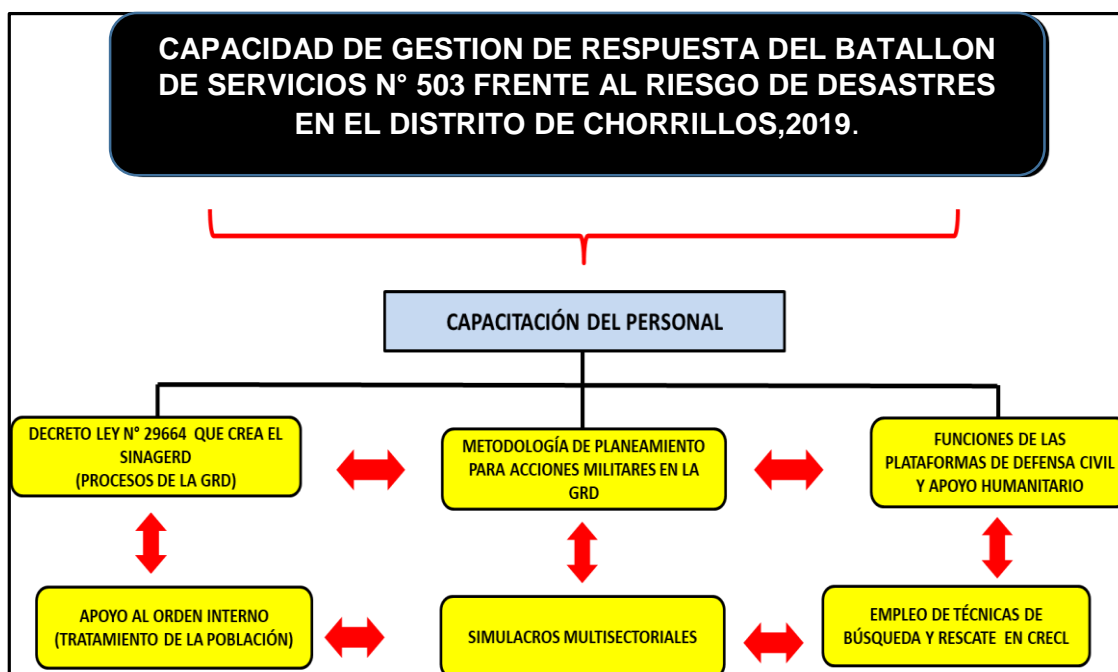 CAPACIDAD DE GESTION DE RESPUESTA DEL BATALLON
DE SERVICIOS N° 503 FRENTE AL RIESGO DE DESASTRES
EN EL DISTRITO DE CHORRILLOS,2019.
CAPACITACIÓN DEL PERSONAL
DECRETO LEY N° 29664 QUE CREA EL
SINAGERD
(PROCESOS DE LA GRD)
METODOLOGÍA DE PLANEAMIENTO
PARA ACCIONES MILITARES EN LA
GRD
FUNCIONES DE LAS
PLATAFORMAS DE DEFENSA CIVIL
Y APOYO HUMANITARIO
APOYO AL ORDEN INTERNO
(TRATAMIENTO DE LA POBLACIÓN)
SIMULACROS MULTISECTORIALES
EMPLEO DE TÉCNICAS DE
BÚSQUEDA Y RESCATE EN CRECL